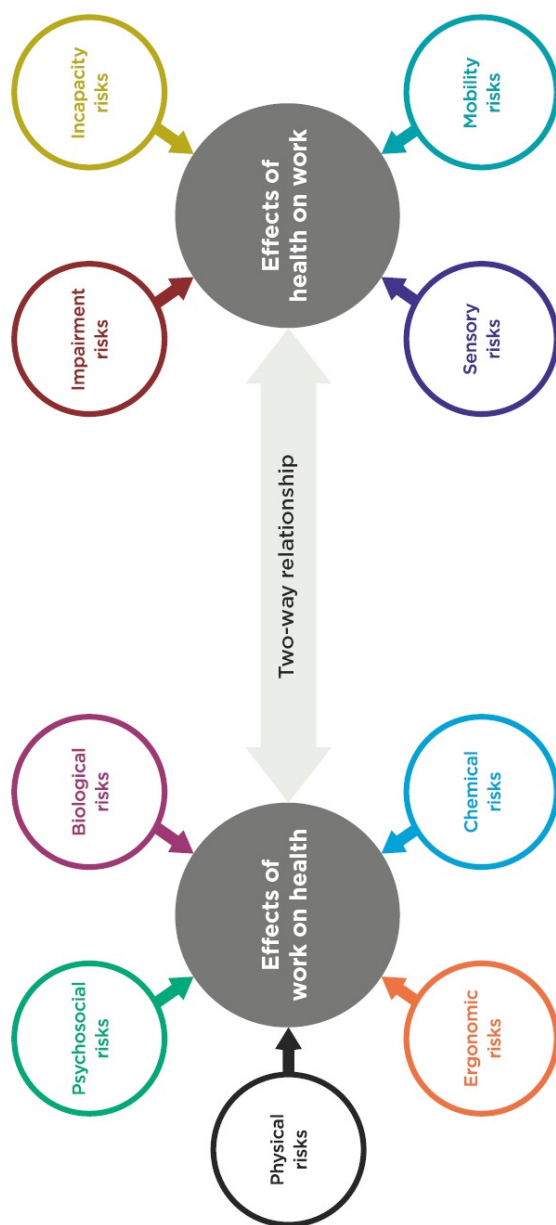 Psychosocial
risks
Biological
risks
Physical
risks
Effects of
work on health
Ergonomic
risks
Chemical
risks
Two-way relationship
Impairment
risks
Incapacity
risks
Effects of
health on work
Sensory
risks
Mobility
risks